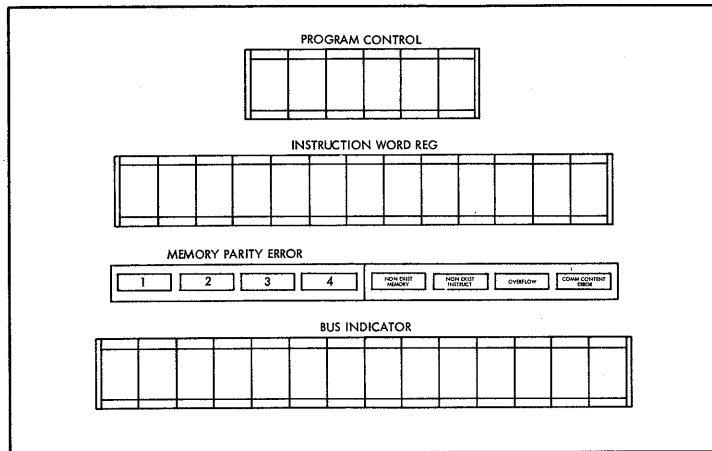 PROGRAM CONTROL
INSTRUCTION WORD REG
MEMORY PARITY ERROR
1 2 3 4 NON EXIST MEMORY NON EXIST INSTRUCT OVERFLOW COMM CONTENT ERROR
BUS INDICATOR